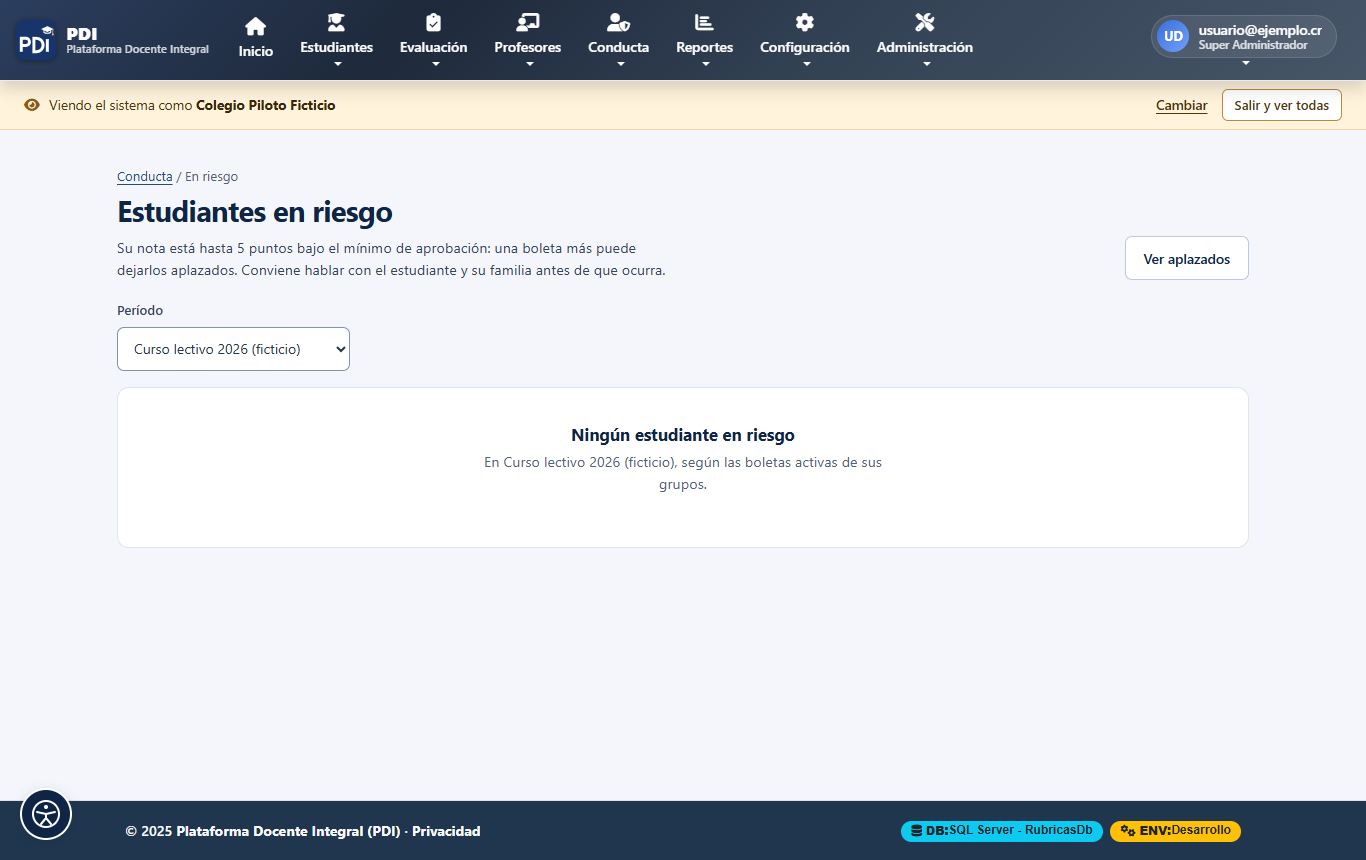 PDI
PDI
Plataforma Docente Integral
Inicio
Estudiantes
Evaluación
Profesores
Conducta
Reportes
Configuración
Administración
UD
usuario@ejemplo.cr
Super Administrador
Viendo el sistema como Colegio Piloto Ficticio
Cambiar
Salir y ver todas
Conducta / En riesgo
Estudiantes en riesgo
Su nota está hasta 5 puntos bajo el mínimo de aprobación: una boleta más puede
dejarlos aplazados. Conviene hablar con el estudiante y su familia antes de que ocurra.
Ver aplazados
Período
Curso lectivo 2026 (ficticio)
Ningún estudiante en riesgo
En Curso lectivo 2026 (ficticio), según las boletas activas de sus
grupos.
© 2025 Plataforma Docente Integral (PDI) · Privacidad
DB:SQL Server - RubricasDb
ENV:Desarrollo